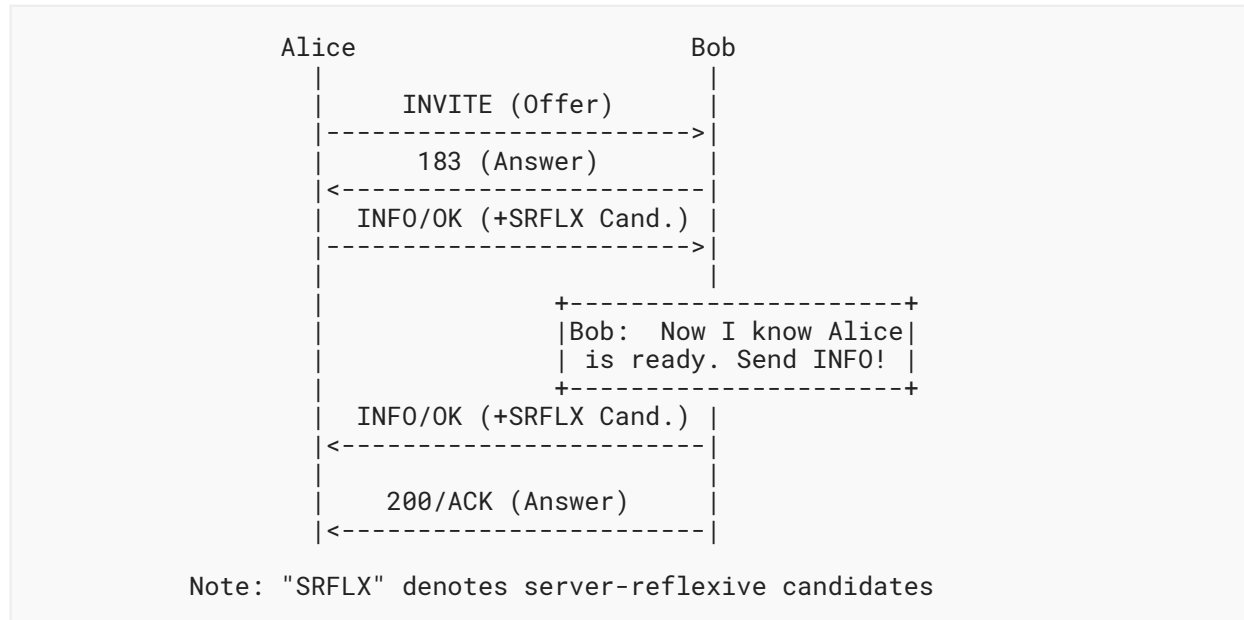 Alice Bob
INVITE (Offer)
183 (Answer)
INFO/OK (+SRFLX Cand.)
Bob: Now I know Alice
is ready. Send INFO!
INFO/OK (+SRFLX Cand.)
200/ACK (Answer)
Note: "SRFLX" denotes server-reflexive candidates